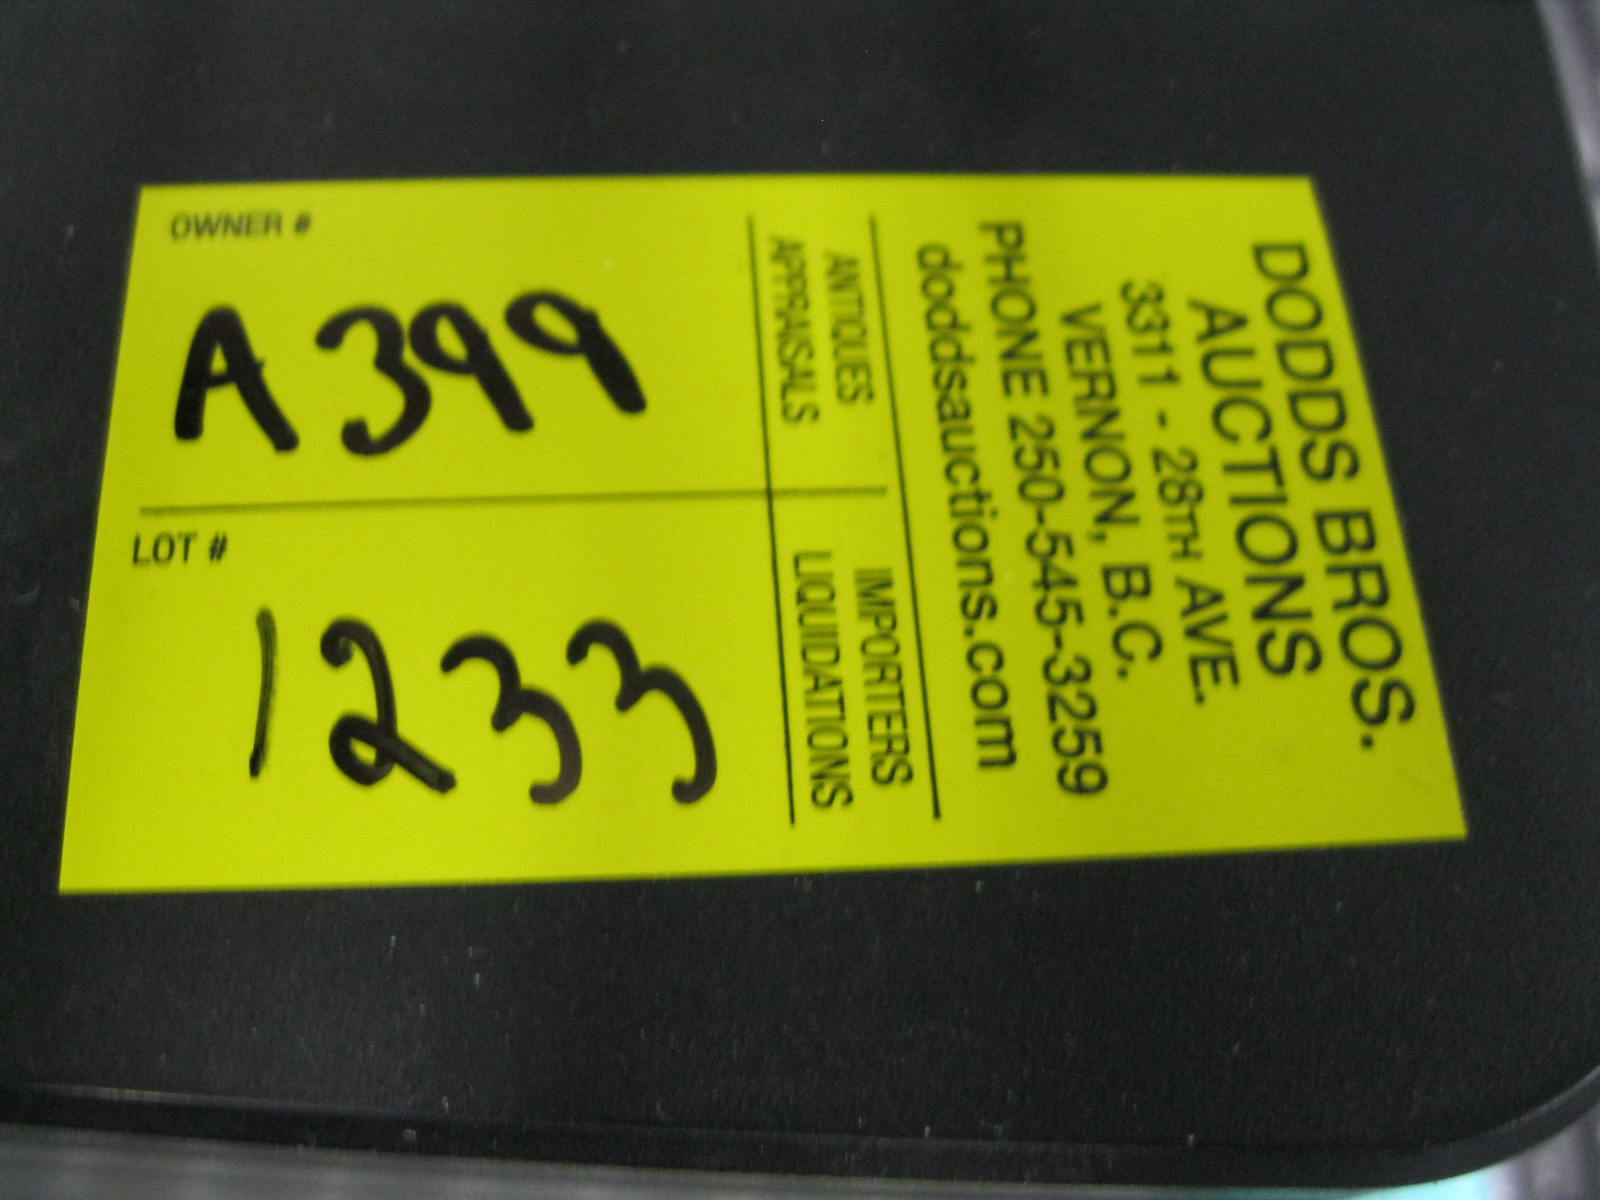 OWNER #
A399
LOT #
1233
DODDS BROS.
AUCTIONS
3311 - 28TH AVE.
VERNON, B.C.
PHONE 250-545-3259
doddsauctions.com
ANTIQUES IMPORTERS
APPRAISALS LIQUIDATIONS